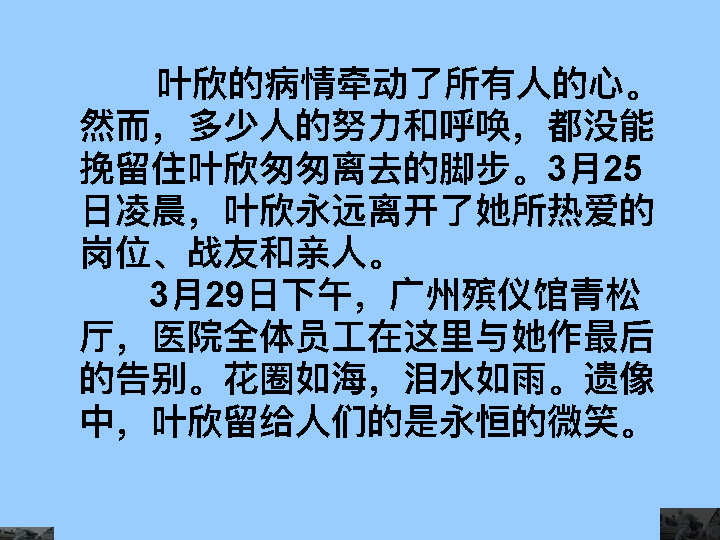 叶欣的病情牵动了所有人的心。
然而，多少人的努力和呼唤，都没能
挽留住叶欣匆匆离去的脚步。3月25
日凌晨，叶欣永远离开了她所热爱的
岗位、战友和亲人。
3月29日下午，广州殡仪馆青松
厅，医院全体员工在这里与她作最后
的告别。花圈如海，泪水如雨。遗像
中，叶欣留给人们的是永恒的微笑。